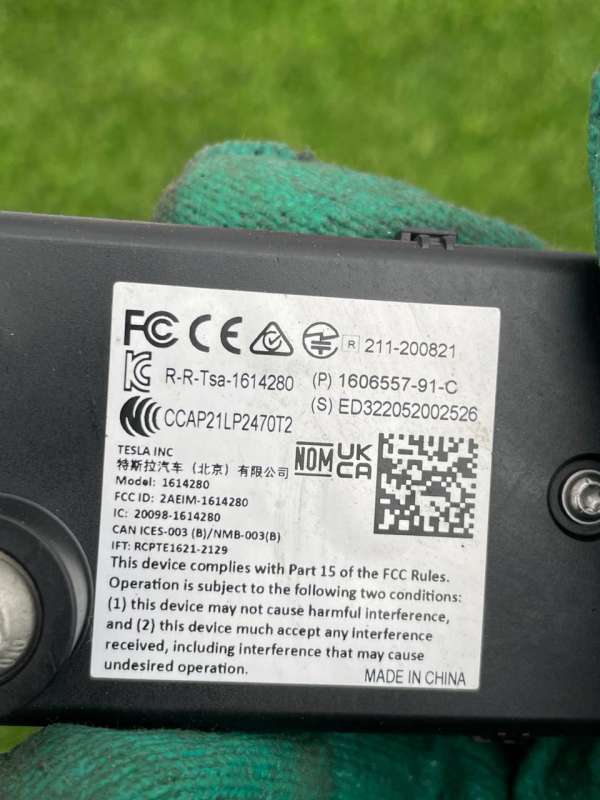 FC CE R 211-200821
R-R-Tsa-1614280 (P) 1606557-91-C
(S) ED322052002526
CCAP21LP2470T2
NOM UK CA
TESLA INC
特斯拉汽车（北京）有限公司
Model: 1614280
FCC ID: 2AEIM-1614280
IC: 20098-1614280
CAN ICES-003 (B)/NMB-003(B)
IFT: RCPTE1621-2129
This device complies with Part 15 of the FCC Rules.
Operation is subject to the following two conditions:
(1) this device may not cause harmful interference,
and (2) this device much accept any interference
received, including interference that may cause
undesired operation.
MADE IN CHINA